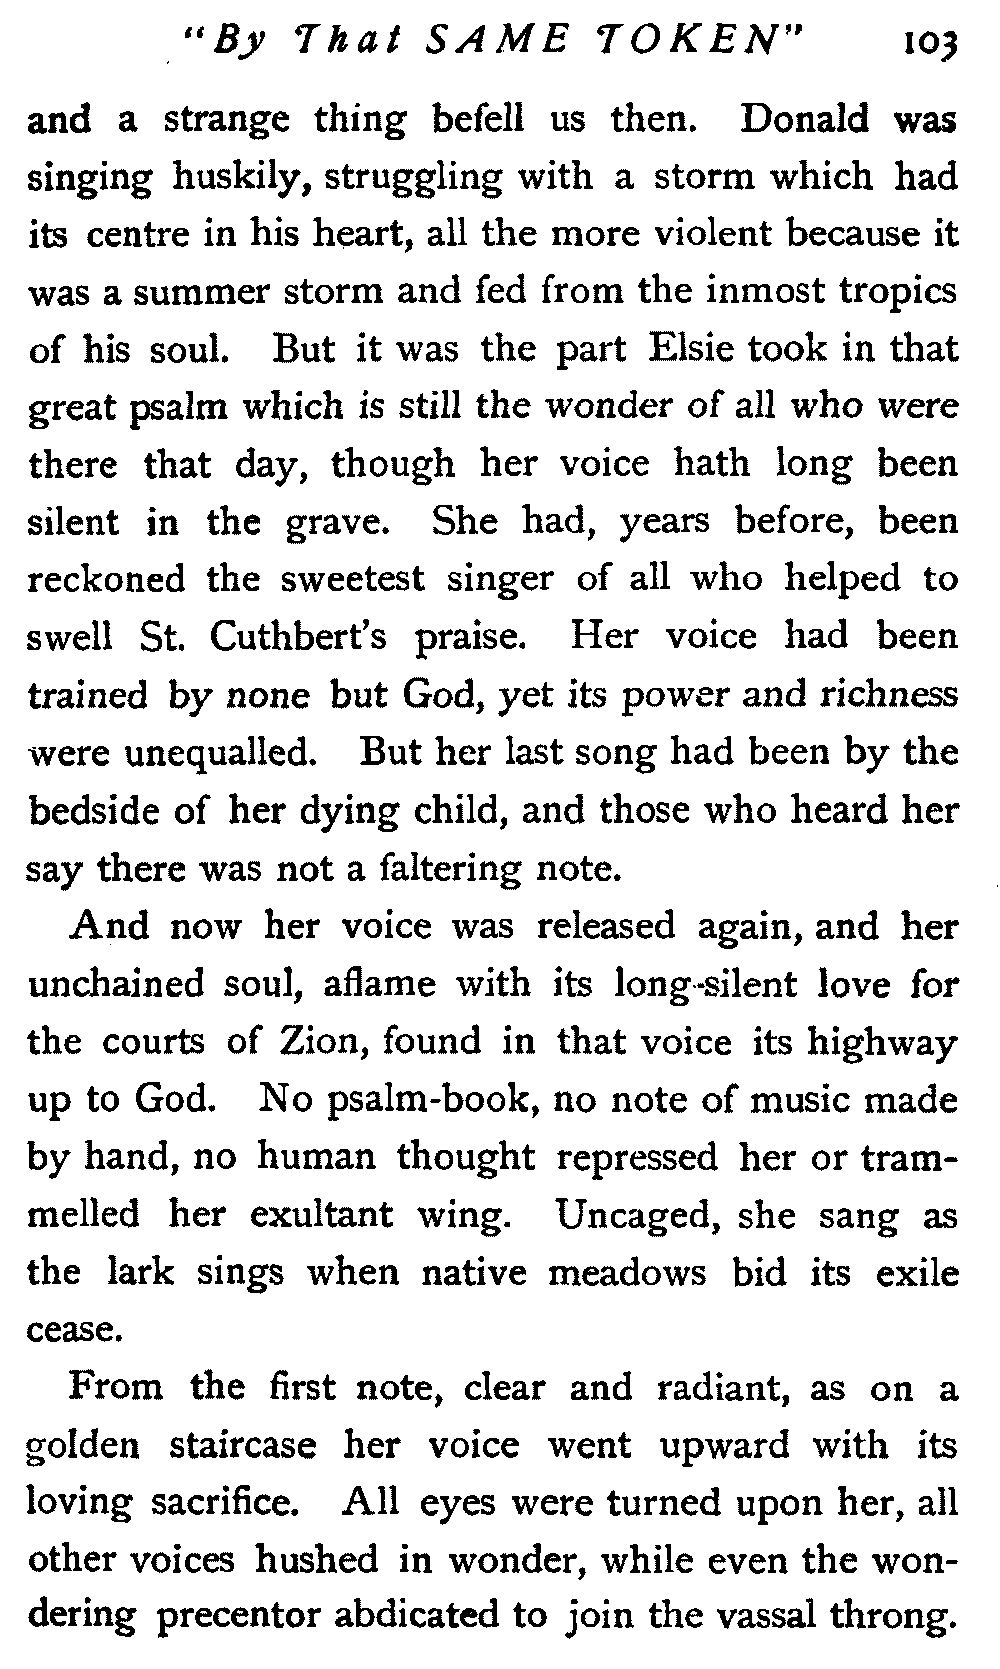 "By That SAME TOKEN" 103
and a strange thing befell us then. Donald was
singing huskily, struggling with a storm which had
its centre in his heart, all the more violent because it
was a summer storm and fed from the inmost tropics
of his soul. But it was the part Elsie took in that
great psalm which is still the wonder of all who were
there that day, though her voice hath long been
silent in the grave. She had, years before, been
reckoned the sweetest singer of all who helped to
swell St. Cuthbert's praise. Her voice had been
trained by none but God, yet its power and richness
were unequalled. But her last song had been by the
bedside of her dying child, and those who heard her
say there was not a faltering note.
And now her voice was released again, and her
unchained soul, aflame with its long-silent love for
the courts of Zion, found in that voice its highway
up to God. No psalm-book, no note of music made
by hand, no human thought repressed her or tram-
melled her exultant wing. Uncaged, she sang as
the lark sings when native meadows bid its exile
cease.
From the first note, clear and radiant, as on a
golden staircase her voice went upward with its
loving sacrifice. All eyes were turned upon her, all
other voices hushed in wonder, while even the won-
dering precentor abdicated to join the vassal throng.